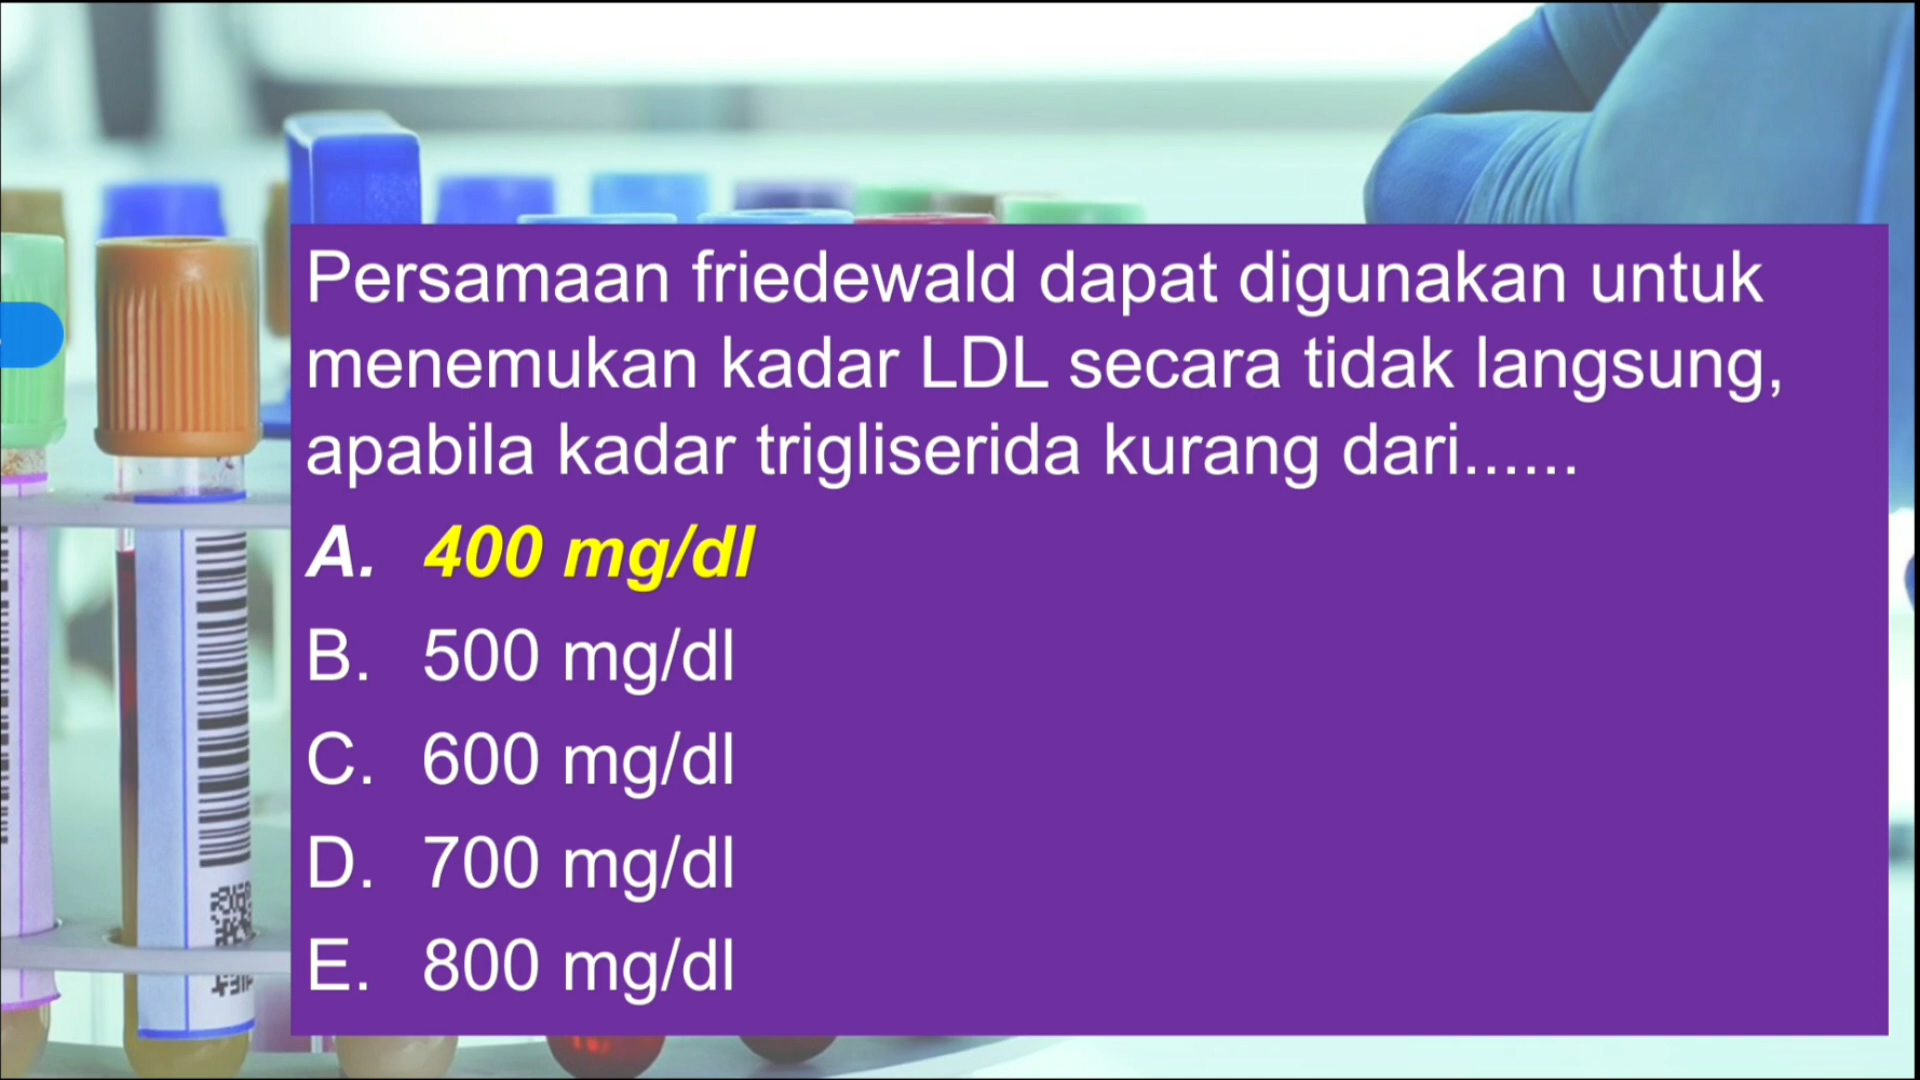 Persamaan friedewald dapat digunakan untuk
menemukan kadar LDL secara tidak langsung,
apabila kadar trigliserida kurang dari......
A. 400 mg/dl
B. 500 mg/dl
C. 600 mg/dl
D. 700 mg/dl
E. 800 mg/dl